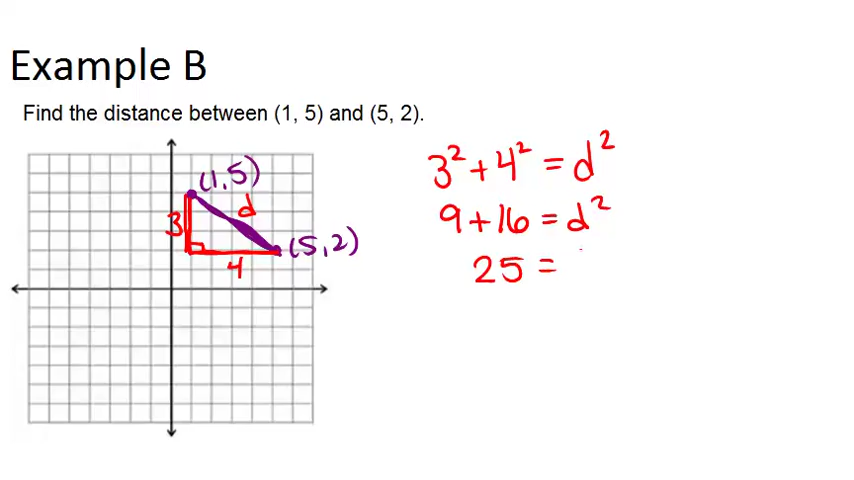 Example B
Find the distance between (1, 5) and (5, 2).
(1,5)
d
3
(5,2)
4
3² + 4² = d²
9 + 16 = d²
25 =